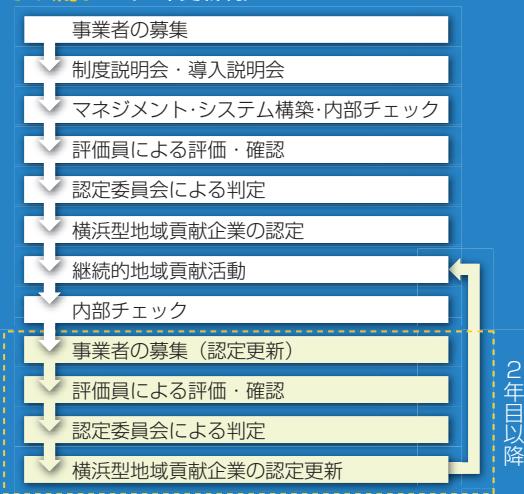 事業者の募集
制度説明会・導入説明会
マネジメント・システム構築・内部チェック
評価員による評価・確認
認定委員会による判定
横浜型地域貢献企業の認定
継続的地域貢献活動
内部チェック
事業者の募集（認定更新）
評価員による評価・確認
認定委員会による判定
横浜型地域貢献企業の認定更新
2年目以降